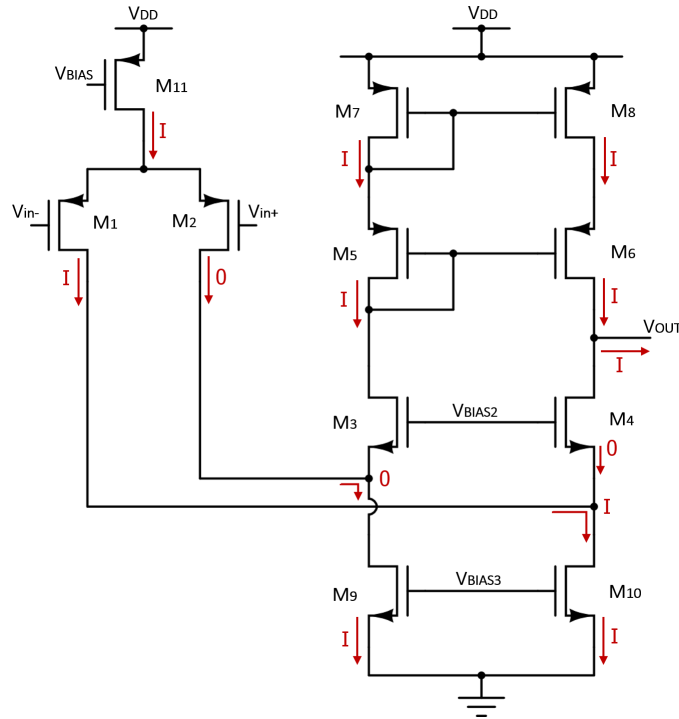 VDD
VDD
VBIAS
M11
M7
M8
I
I
I
Vin-
M1
M2
Vin+
M5
M6
I
0
I
I
VOUT
I
M3
VBIAS2
M4
0
0
I
M9
VBIAS3
M10
I
I